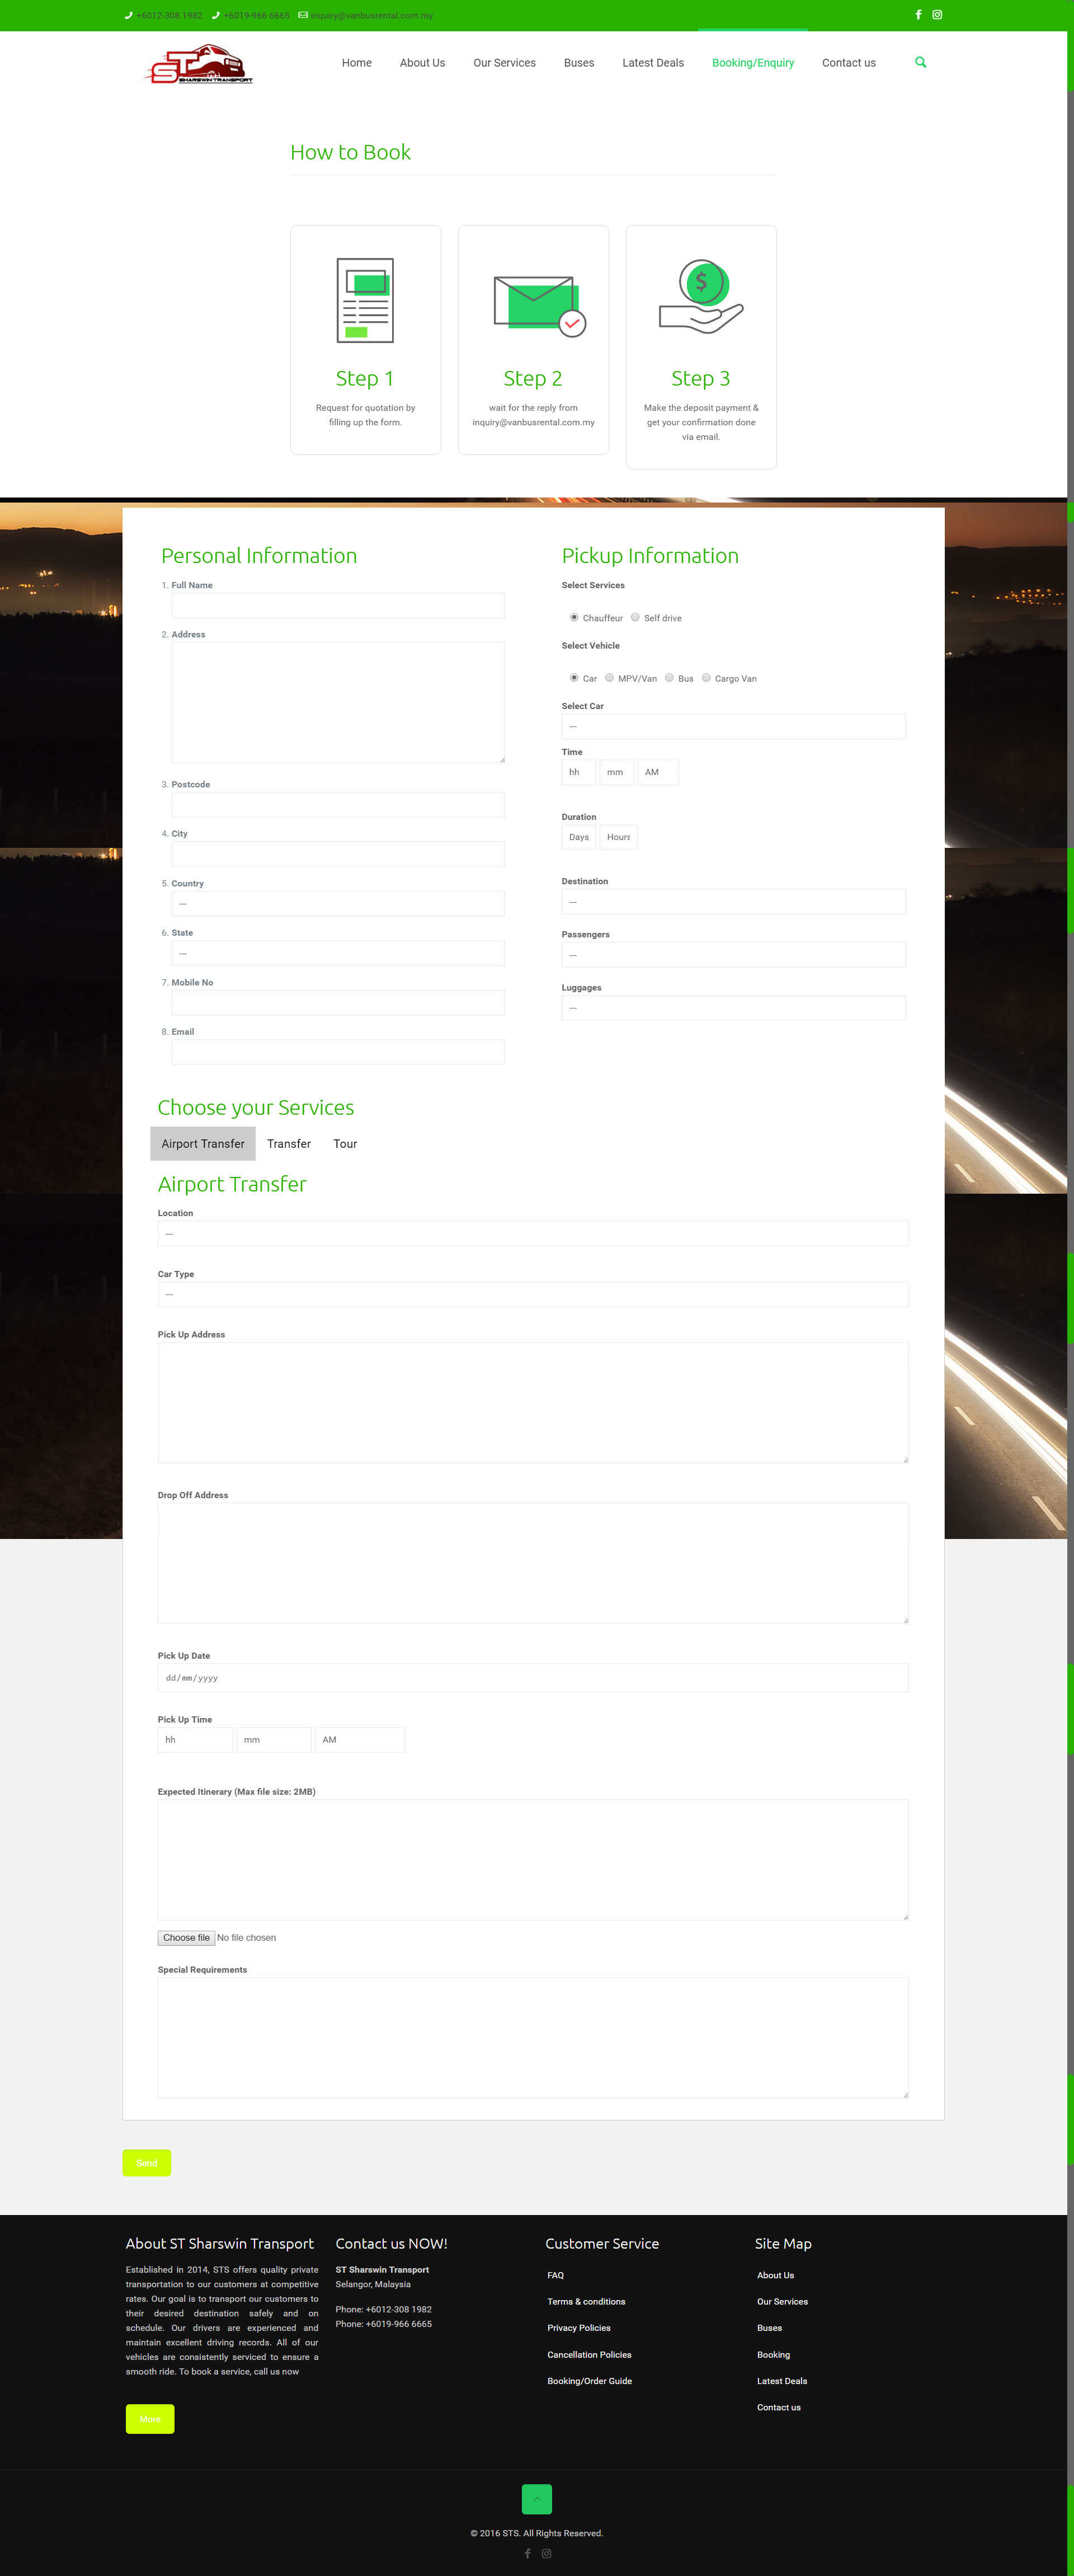 +6012-308 1982 +6019-966 6665 inquiry@vanbusrental.com.my
STS
SHARSWIN TRANSPORT
Home About Us Our Services Buses Latest Deals Booking/Enquiry Contact us
How to Book
Step 1
Request for quotation by
filling up the form.
Step 2
wait for the reply from
inquiry@vanbusrental.com.my
$
Step 3
Make the deposit payment &
get your confirmation done
via email.
Personal Information
1. Full Name
2. Address
3. Postcode
4. City
5. Country
---
6. State
---
7. Mobile No
8. Email
Pickup Information
Select Services
Chauffeur Self drive
Select Vehicle
Car MPV/Van Bus Cargo Van
Select Car
---
Time
hh mm AM
Duration
Days Hours
Destination
---
Passengers
---
Luggages
---
Choose your Services
Airport Transfer Transfer Tour
Airport Transfer
Location
---
Car Type
---
Pick Up Address
Drop Off Address
Pick Up Date
dd/mm/yyyy
Pick Up Time
hh mm AM
Expected Itinerary (Max file size: 2MB)
Choose file No file chosen
Special Requirements
Send
About ST Sharswin Transport
Established in 2014, STS offers quality private
transportation to our customers at competitive
rates. Our goal is to transport our customers to
their desired destination safely and on
schedule. Our drivers are experienced and
maintain excellent driving records. All of our
vehicles are consistently serviced to ensure a
smooth ride. To book a service, call us now
More
Contact us NOW!
ST Sharswin Transport
Selangor, Malaysia
Phone: +6012-308 1982
Phone: +6019-966 6665
Customer Service
FAQ
Terms & conditions
Privacy Policies
Cancellation Policies
Booking/Order Guide
Site Map
About Us
Our Services
Buses
Booking
Latest Deals
Contact us
© 2016 STS. All Rights Reserved.